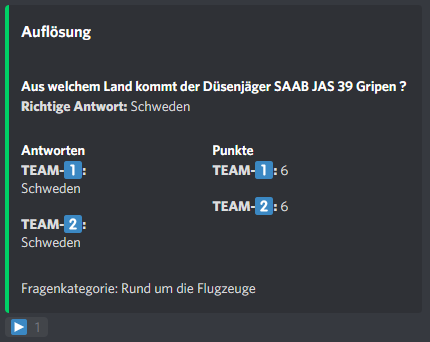 Auflösung
Aus welchem Land kommt der Düsenjäger SAAB JAS 39 Gripen ?
Richtige Antwort: Schweden
Antworten
TEAM-1:
Schweden
TEAM-2:
Schweden
Punkte
TEAM-1: 6
TEAM-2: 6
Fragenkategorie: Rund um die Flugzeuge
1